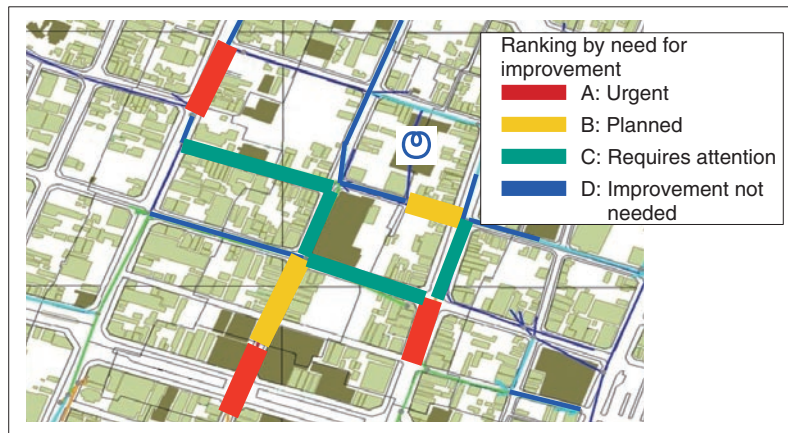 Ranking by need for
improvement
A: Urgent
B: Planned
C: Requires attention
D: Improvement not
needed